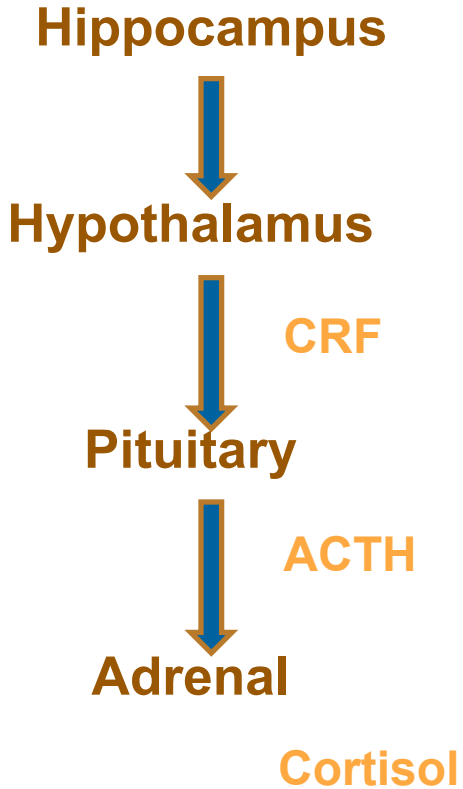 Hippocampus
Hypothalamus
CRF
Pituitary
ACTH
Adrenal
Cortisol